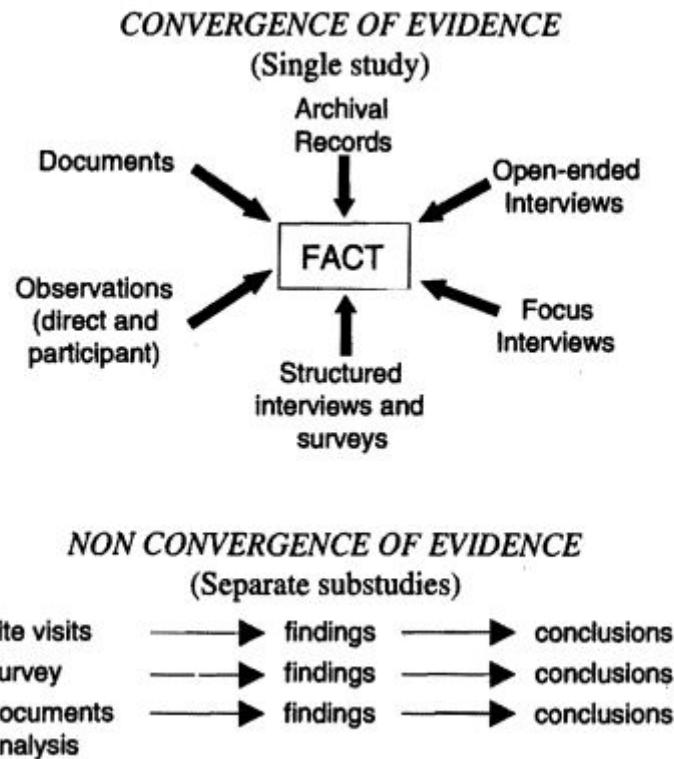 CONVERGENCE OF EVIDENCE
(Single study)
Archival
Records
Documents
Open-ended
Interviews
FACT
Observations
(direct and
participant)
Focus
Interviews
Structured
interviews and
surveys
NON CONVERGENCE OF EVIDENCE
(Separate substudies)
ite visits findings conclusions
urvey findings conclusions
ocuments findings conclusions
nalysis